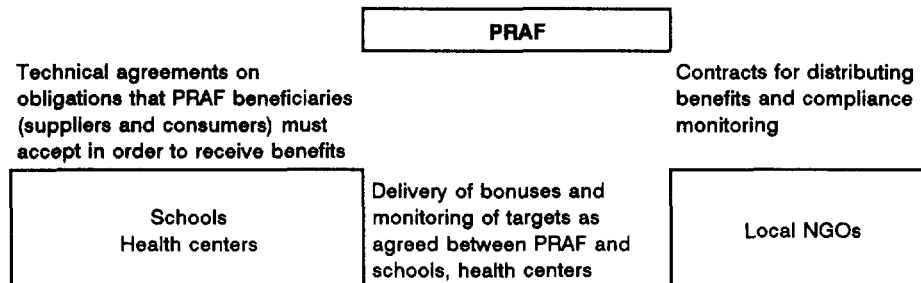 PRAF
Technical agreements on
obligations that PRAF beneficiaries
(suppliers and consumers) must
accept in order to receive benefits
Contracts for distributing
benefits and compliance
monitoring
Schools
Health centers
Delivery of bonuses and
monitoring of targets as
agreed between PRAF and
schools, health centers
Local NGOs